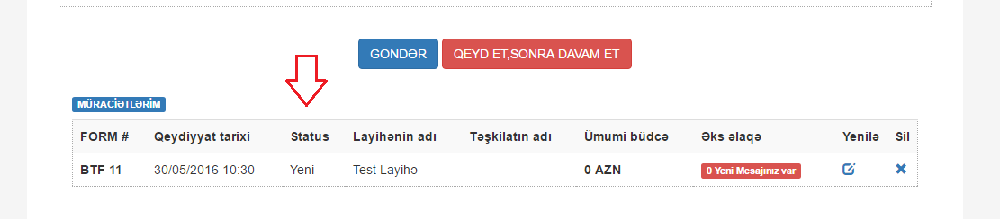 GÖNDƏR QEYD ET,SONRA DAVAM ET
MÜRACİƏTLƏRİM
FORM # Qeydiyyat tarixi Status Layihənin adı Təşkilatın adı Ümumi büdcə Əks əlaqə Yenilə Sil
BTF 11 30/05/2016 10:30 Yeni Test Layihə 0 AZN 0 Yeni Mesajınız var